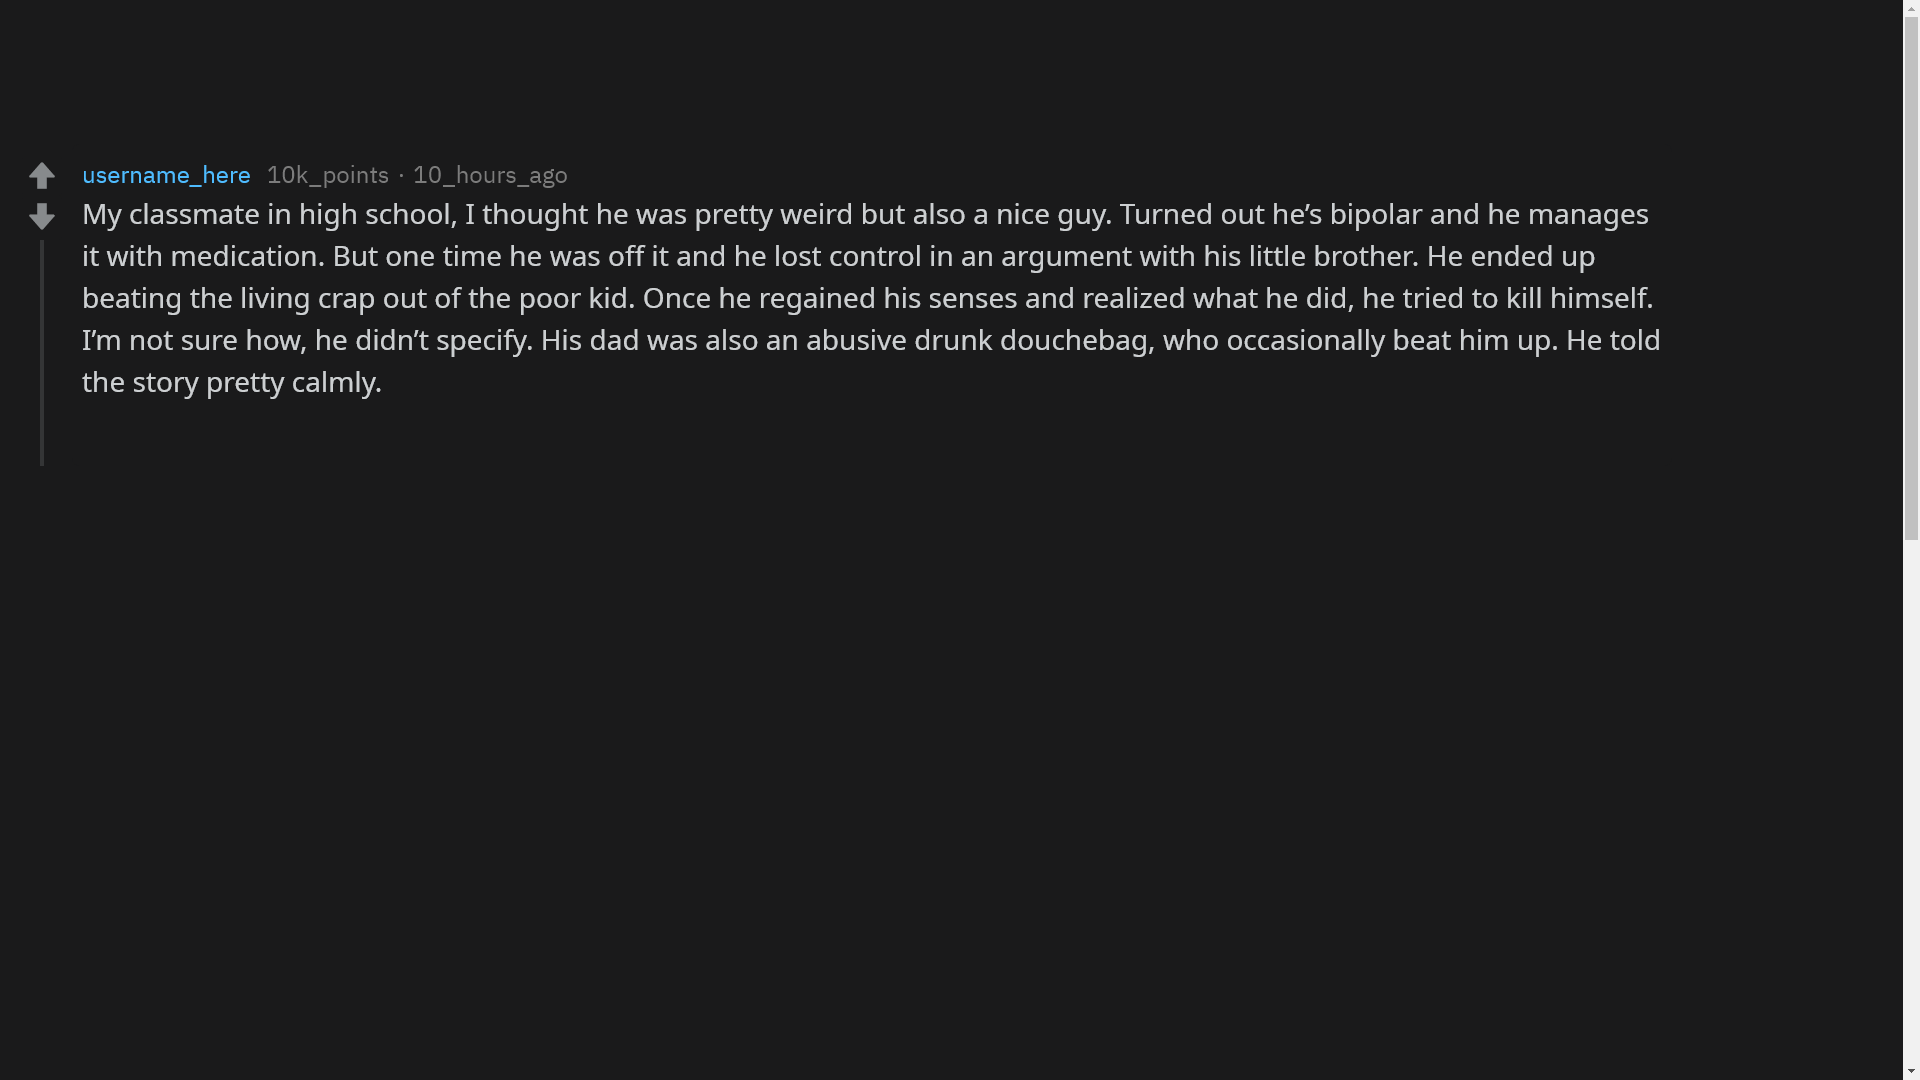 username_here 10k_points · 10_hours_ago
My classmate in high school, I thought he was pretty weird but also a nice guy. Turned out he’s bipolar and he manages
it with medication. But one time he was off it and he lost control in an argument with his little brother. He ended up
beating the living crap out of the poor kid. Once he regained his senses and realized what he did, he tried to kill himself.
I’m not sure how, he didn’t specify. His dad was also an abusive drunk douchebag, who occasionally beat him up. He told
the story pretty calmly.